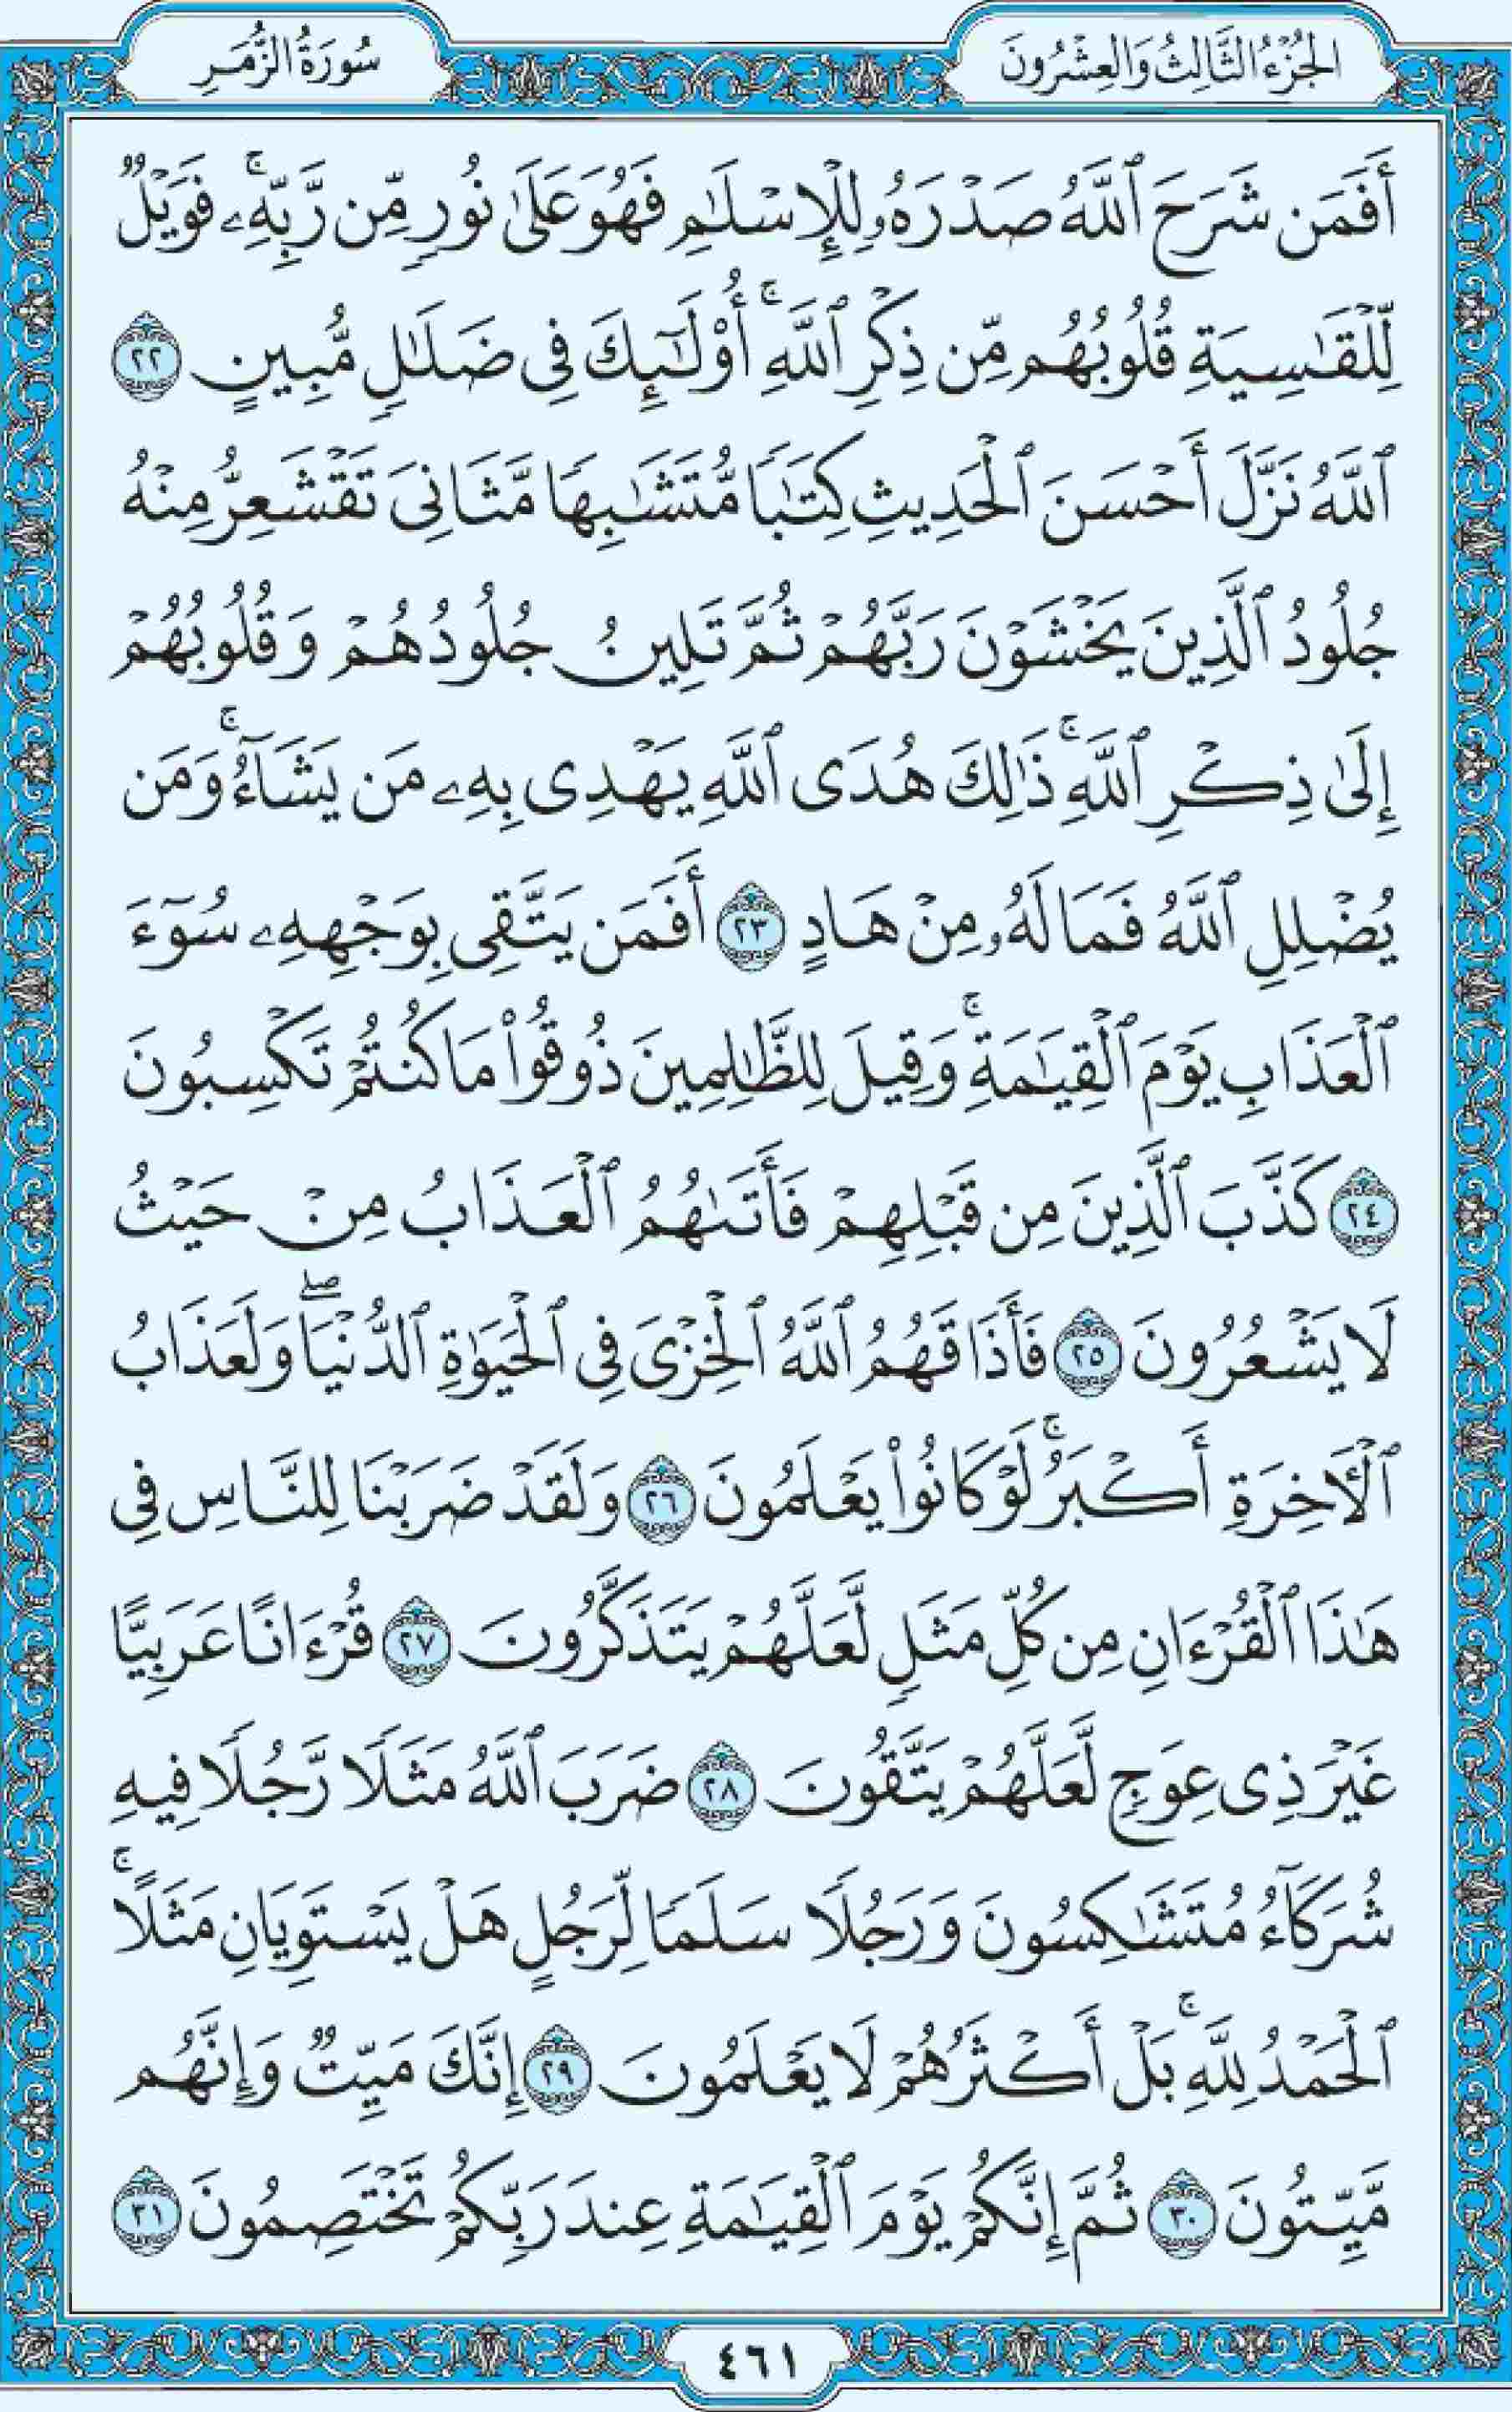 الجُزْءُ الثَّالِثُ وَالعِشْرُونَ
سُورَةُ الزُّمَرِ
أَفَمَن شَرَحَ ٱللَّهُ صَدْرَهُۥ لِلْإِسْلَٰمِ فَهُوَ عَلَىٰ نُورٍ مِّن رَّبِّهِۦۚ فَوَيْلٌ
لِّلْقَٰسِيَةِ قُلُوبُهُم مِّن ذِكْرِ ٱللَّهِۚ أُوْلَٰٓئِكَ فِى ضَلَٰلٍ مُّبِينٍ ٢٢
ٱللَّهُ نَزَّلَ أَحْسَنَ ٱلْحَدِيثِ كِتَٰبًا مُّتَشَٰبِهًا مَّثَانِىَ تَقْشَعِرُّ مِنْهُ
جُلُودُ ٱلَّذِينَ يَخْشَوْنَ رَبَّهُمْ ثُمَّ تَلِينُ جُلُودُهُمْ وَقُلُوبُهُمْ
إِلَىٰ ذِكْرِ ٱللَّهِۚ ذَٰلِكَ هُدَى ٱللَّهِ يَهْدِى بِهِۦ مَن يَشَآءُۚ وَمَن
يُضْلِلِ ٱللَّهُ فَمَا لَهُۥ مِنْ هَادٍ ٢٣ أَفَمَن يَتَّقِى بِوَجْهِهِۦ سُوٓءَ
ٱلْعَذَابِ يَوْمَ ٱلْقِيَٰمَةِۚ وَقِيلَ لِلظَّٰلِمِينَ ذُوقُوا۟ مَا كُنتُمْ تَكْسِبُونَ
٢٤ كَذَّبَ ٱلَّذِينَ مِن قَبْلِهِمْ فَأَتَىٰهُمُ ٱلْعَذَابُ مِنْ حَيْثُ
لَا يَشْعُرُونَ ٢٥ فَأَذَاقَهُمُ ٱللَّهُ ٱلْخِزْىَ فِى ٱلْحَيَوٰةِ ٱلدُّنْيَاۖ وَلَعَذَابُ
ٱلْءَاخِرَةِ أَكْبَرُۚ لَوْ كَانُوا۟ يَعْلَمُونَ ٢٦ وَلَقَدْ ضَرَبْنَا لِلنَّاسِ فِى
هَٰذَا ٱلْقُرْءَانِ مِن كُلِّ مَثَلٍ لَّعَلَّهُمْ يَتَذَكَّرُونَ ٢٧ قُرْءَانًا عَرَبِيًّا
غَيْرَ ذِى عِوَجٍ لَّعَلَّهُمْ يَتَّقُونَ ٢٨ ضَرَبَ ٱللَّهُ مَثَلًا رَّجُلًا فِيهِ
شُرَكَآءُ مُتَشَٰكِسُونَ وَرَجُلًا سَلَمًا لِّرَجُلٍ هَلْ يَسْتَوِيَانِ مَثَلًاۚ
ٱلْحَمْدُ لِلَّهِۚ بَلْ أَكْثَرُهُمْ لَا يَعْلَمُونَ ٢٩ إِنَّكَ مَيِّتٌ وَإِنَّهُم
مَّيِّتُونَ ٣٠ ثُمَّ إِنَّكُمْ يَوْمَ ٱلْقِيَٰمَةِ عِندَ رَبِّكُمْ تَخْتَصِمُونَ ٣١
٤٦١